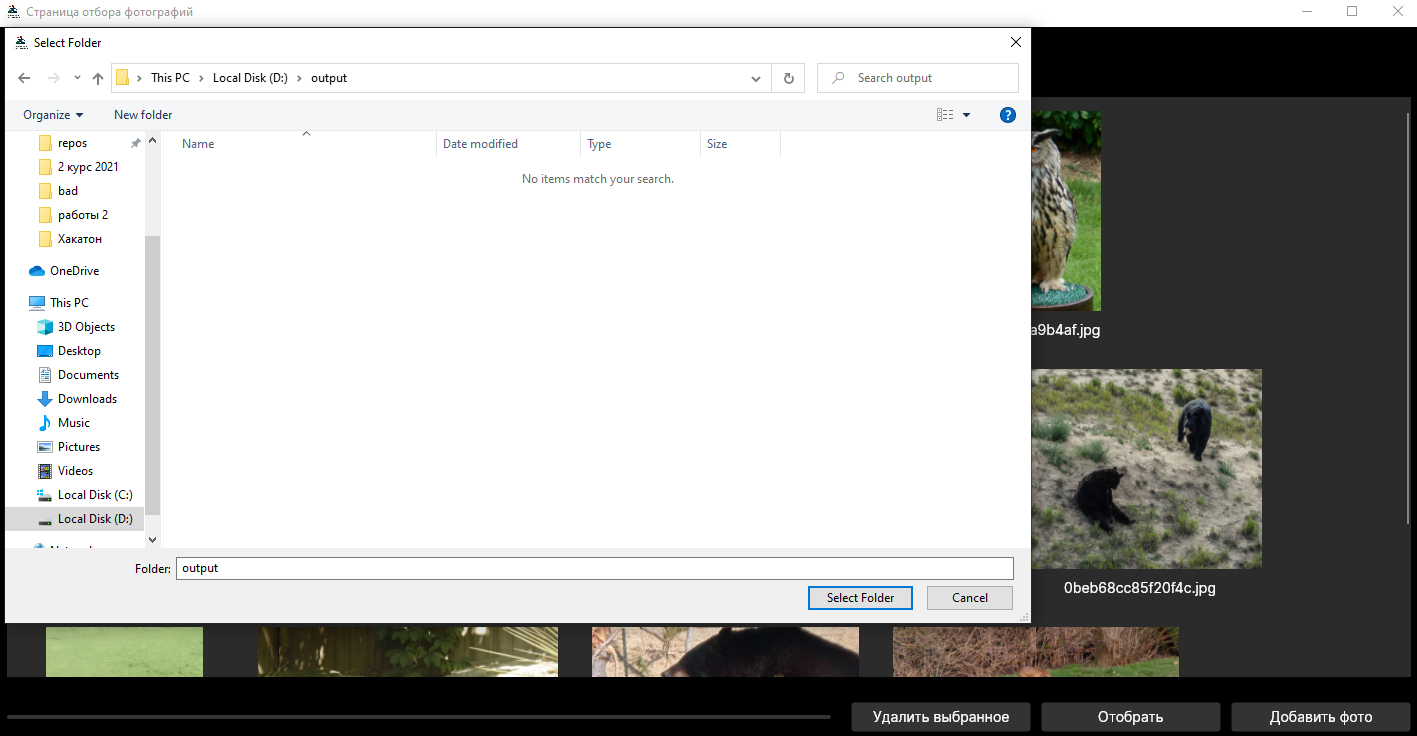 Страница отбора фотографий
Select Folder
This PC > Local Disk (D:) > output
Search output
Organize
New folder
?
Name
Date modified
Type
Size
No items match your search.
repos
2 курс 2021
bad
работы 2
Хакатон
OneDrive
This PC
3D Objects
Desktop
Documents
Downloads
Music
Pictures
Videos
Local Disk (C:)
Local Disk (D:)
Folder: output
Select Folder
Cancel
a9b4af.jpg
0beb68cc85f20f4c.jpg
Удалить выбранное
Отобрать
Добавить фото